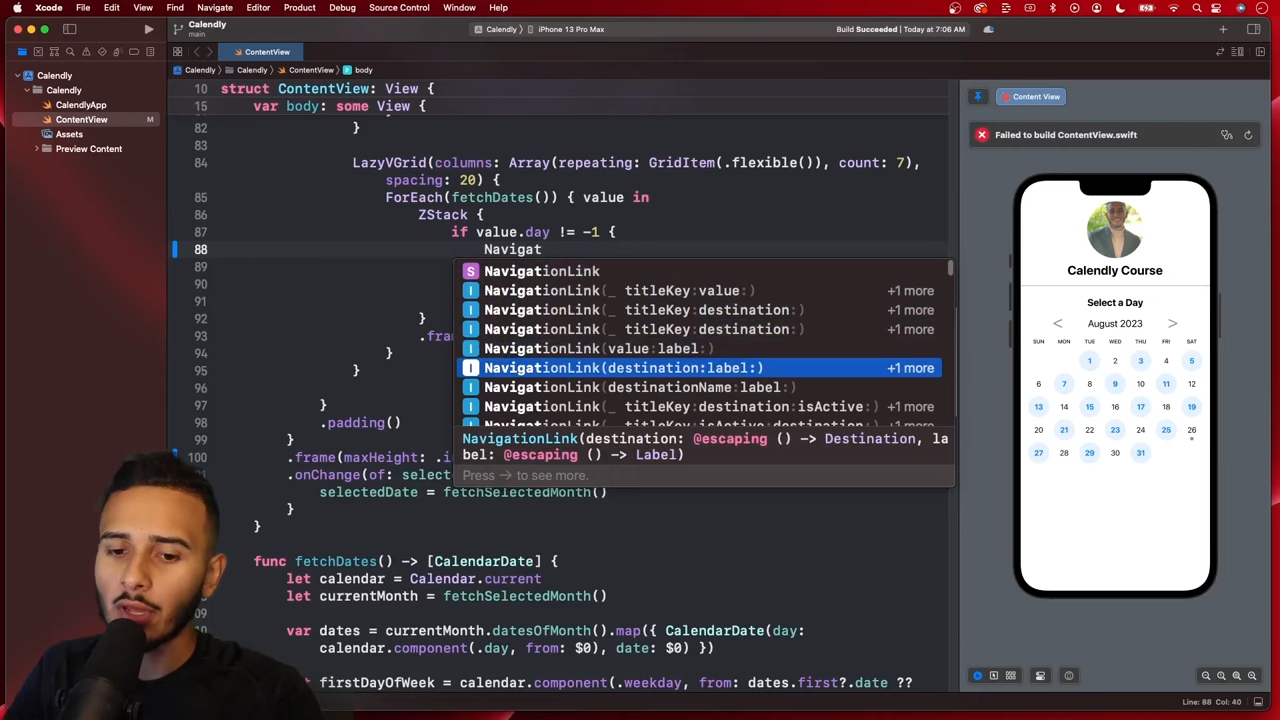 Xcode File Edit View Find Navigate Editor Product Debug Source Control Window Help
Calendly
main
Calendly iPhone 13 Pro Max
Build Succeeded | Today at 7:06 AM
ContentView
Calendly Calendly ContentView body
Calendly
Calendly
CalendlyApp
ContentView M
Assets
Preview Content
10 struct ContentView: View {
15 var body: some View {
82 }
83
84 LazyVGrid(columns: Array(repeating: GridItem(.flexible()), count: 7),
spacing: 20) {
85 ForEach(fetchDates()) { value in
86 ZStack {
87 if value.day != -1 {
88 Navigat
89
90
91
92 }
93 .fra
94 }
95 }
96
97 }
98 .padding()
99 }
100 .frame(maxHeight: .i
.onChange(of: select
selectedDate = fetchSelectedMonth()
}
}
func fetchDates() -> [CalendarDate] {
let calendar = Calendar.current
let currentMonth = fetchSelectedMonth()
var dates = currentMonth.datesOfMonth().map({ CalendarDate(day:
calendar.component(.day, from: $0), date: $0) })
firstDayOfWeek = calendar.component(.weekday, from: dates.first?.date ??
S NavigationLink
I NavigationLink(_ titleKey:value:) +1 more
I NavigationLink(_ titleKey:destination:) +1 more
I NavigationLink(_ titleKey:destination:) +1 more
I NavigationLink(value:label:)
I NavigationLink(destination:label:) +1 more
I NavigationLink(destinationName:label:)
I NavigationLink(_ titleKey:destination:isActive:) +1 more
I NavigationLink(_ titleKey:isActive:destination:) +1 more
NavigationLink(destination: @escaping () -> Destination, la
bel: @escaping () -> Label)
Press → to see more.
Content View
Failed to build ContentView.swift
Calendly Course
Select a Day
< August 2023 >
SUN MON TUE WED THU FRI SAT
1 2 3 4 5
6 7 8 9 10 11 12
13 14 15 16 17 18 19
20 21 22 23 24 25 26
27 28 29 30 31
Line: 88 Col: 40